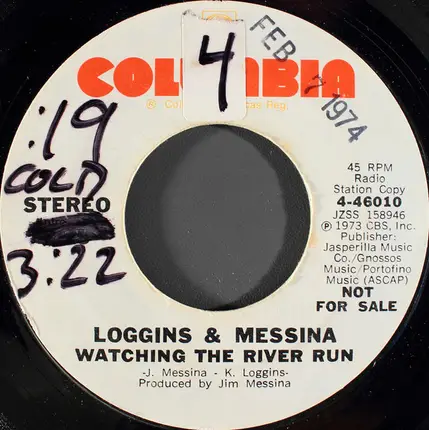 COLUMBIA
4
FEB 7 1974
:19
COLD
STEREO
3:22
45 RPM
Radio
Station Copy
4-46010
JZSS 158946
Ⓟ 1973 CBS, Inc.
Publisher:
Jasperilla Music
Co./Gnossos
Music/Portofino
Music (ASCAP)
NOT
FOR SALE
LOGGINS & MESSINA
WATCHING THE RIVER RUN
-J. Messina - K. Loggins-
Produced by Jim Messina